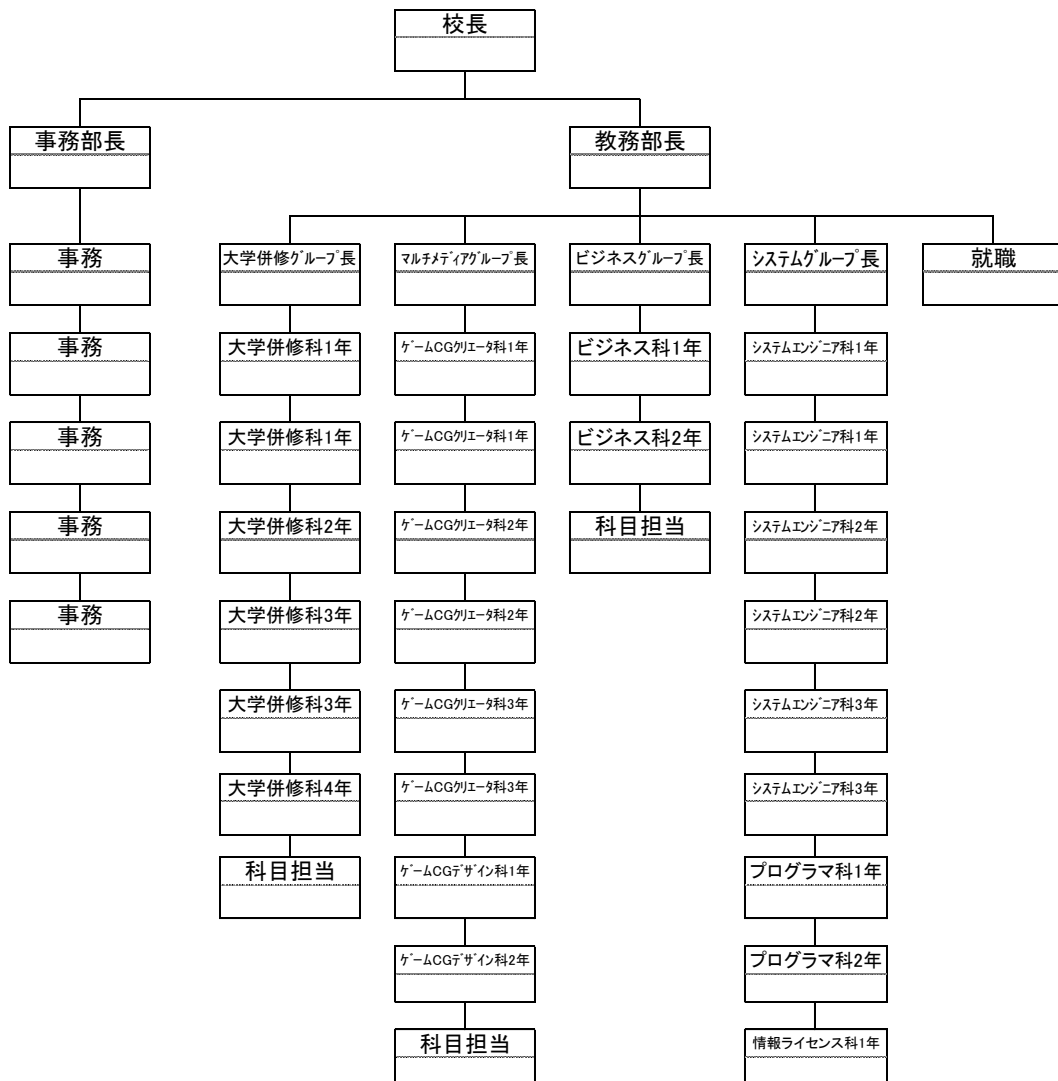 校長
事務部長
教務部長
事務
大学併修グループ長
マルチメディアグループ長
ビジネスグループ長
システムグループ長
就職
事務
大学併修科1年
ゲームCGクリエータ科1年
ビジネス科1年
システムエンジニア科1年
事務
大学併修科1年
ゲームCGクリエータ科1年
ビジネス科2年
システムエンジニア科1年
事務
大学併修科2年
ゲームCGクリエータ科2年
科目担当
システムエンジニア科2年
事務
大学併修科3年
ゲームCGクリエータ科2年
システムエンジニア科2年
大学併修科3年
ゲームCGクリエータ科3年
システムエンジニア科3年
大学併修科4年
ゲームCGクリエータ科3年
システムエンジニア科3年
科目担当
ゲームCGデザイン科1年
プログラマ科1年
ゲームCGデザイン科2年
プログラマ科2年
科目担当
情報ライセンス科1年